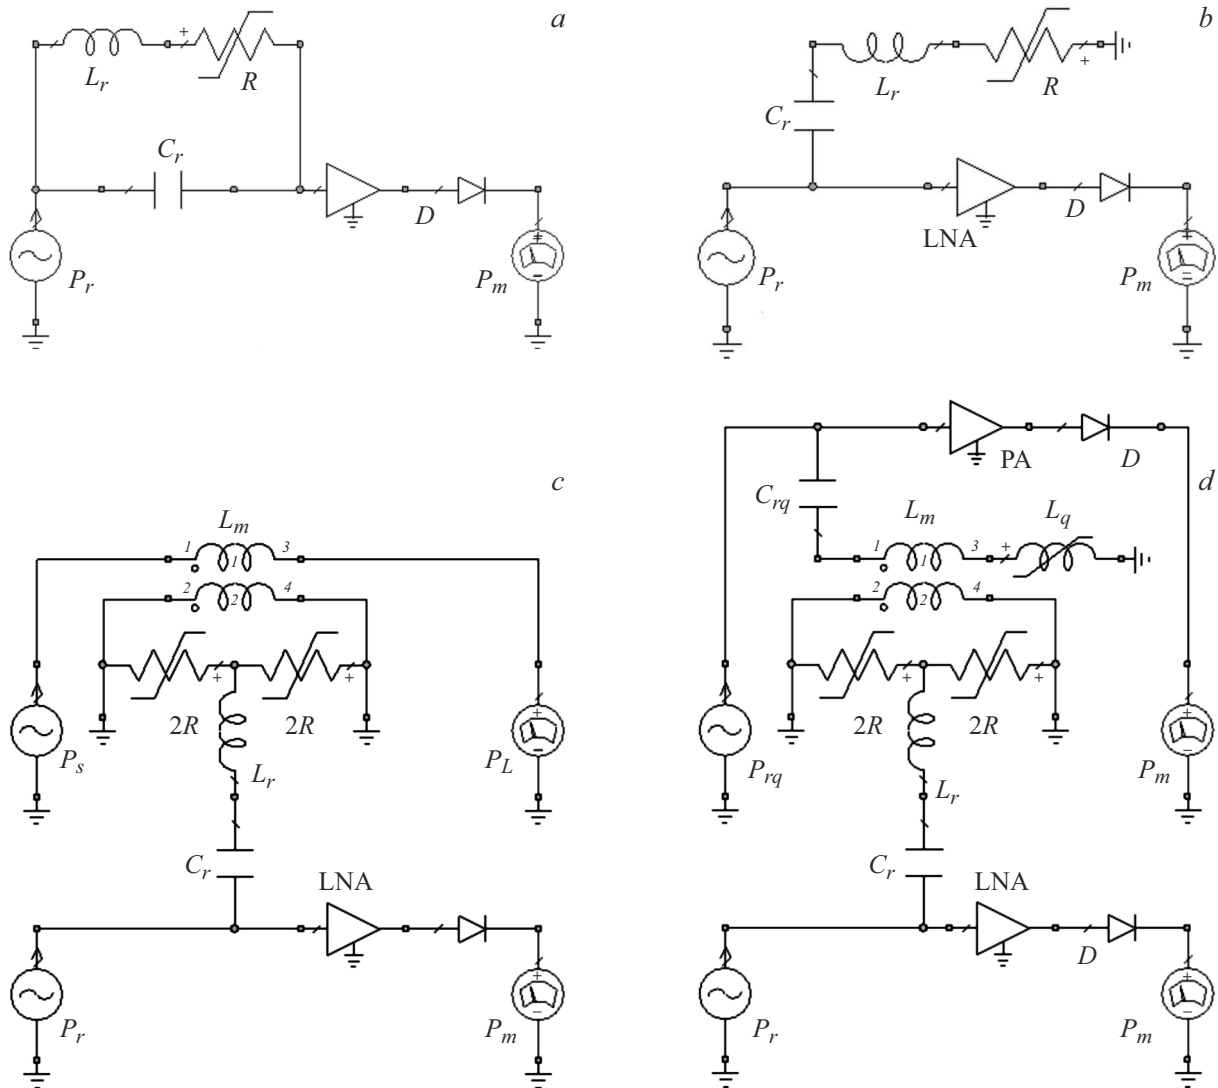 a
+
L_r
R
C_r
D
P_r
P_m
+
−
b
L_r
R
+
C_r
LNA
D
P_r
P_m
+
=
c
L_m
1 1 3
2 2 4
+ +
2R 2R
P_s
P_L
+
−
L_r
C_r
LNA
P_r
P_m
+
−
d
PA
D
C_rq
L_m
L_q
1 1 3 +
2 2 4
+ +
2R 2R
P_rq
P_m
+
−
L_r
C_r
LNA
D
P_r
P_m
+
−